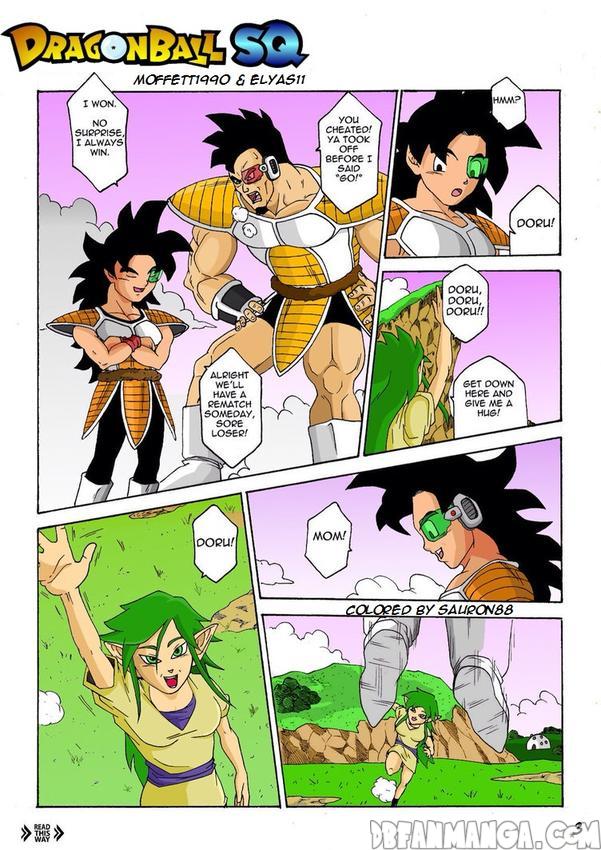 DRAGONBALL SQ
MOFFETT1990 & ELYAS11
I WON.
NO
SURPRISE,
I ALWAYS
WIN.
YOU
CHEATED!
YA TOOK
OFF
BEFORE I
SAID
"GO!"
ALRIGHT
WE'LL
HAVE A
REMATCH
SOMEDAY,
SORE
LOSER!
HMM?
DORU!
DORU,
DORU,
DORU!!
GET DOWN
HERE AND
GIVE ME A
HUG!
DORU!
MOM!
COLORED BY SAURON88
READ
THIS
WAY
3
DBFANMANGA.COM